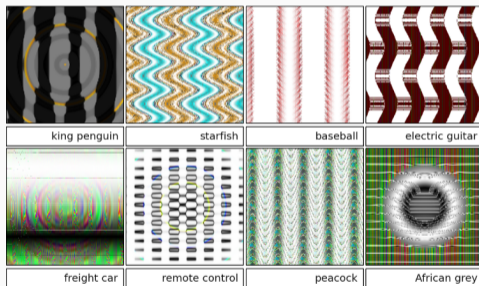 king penguin
starfish
baseball
electric guitar
freight car
remote control
peacock
African grey